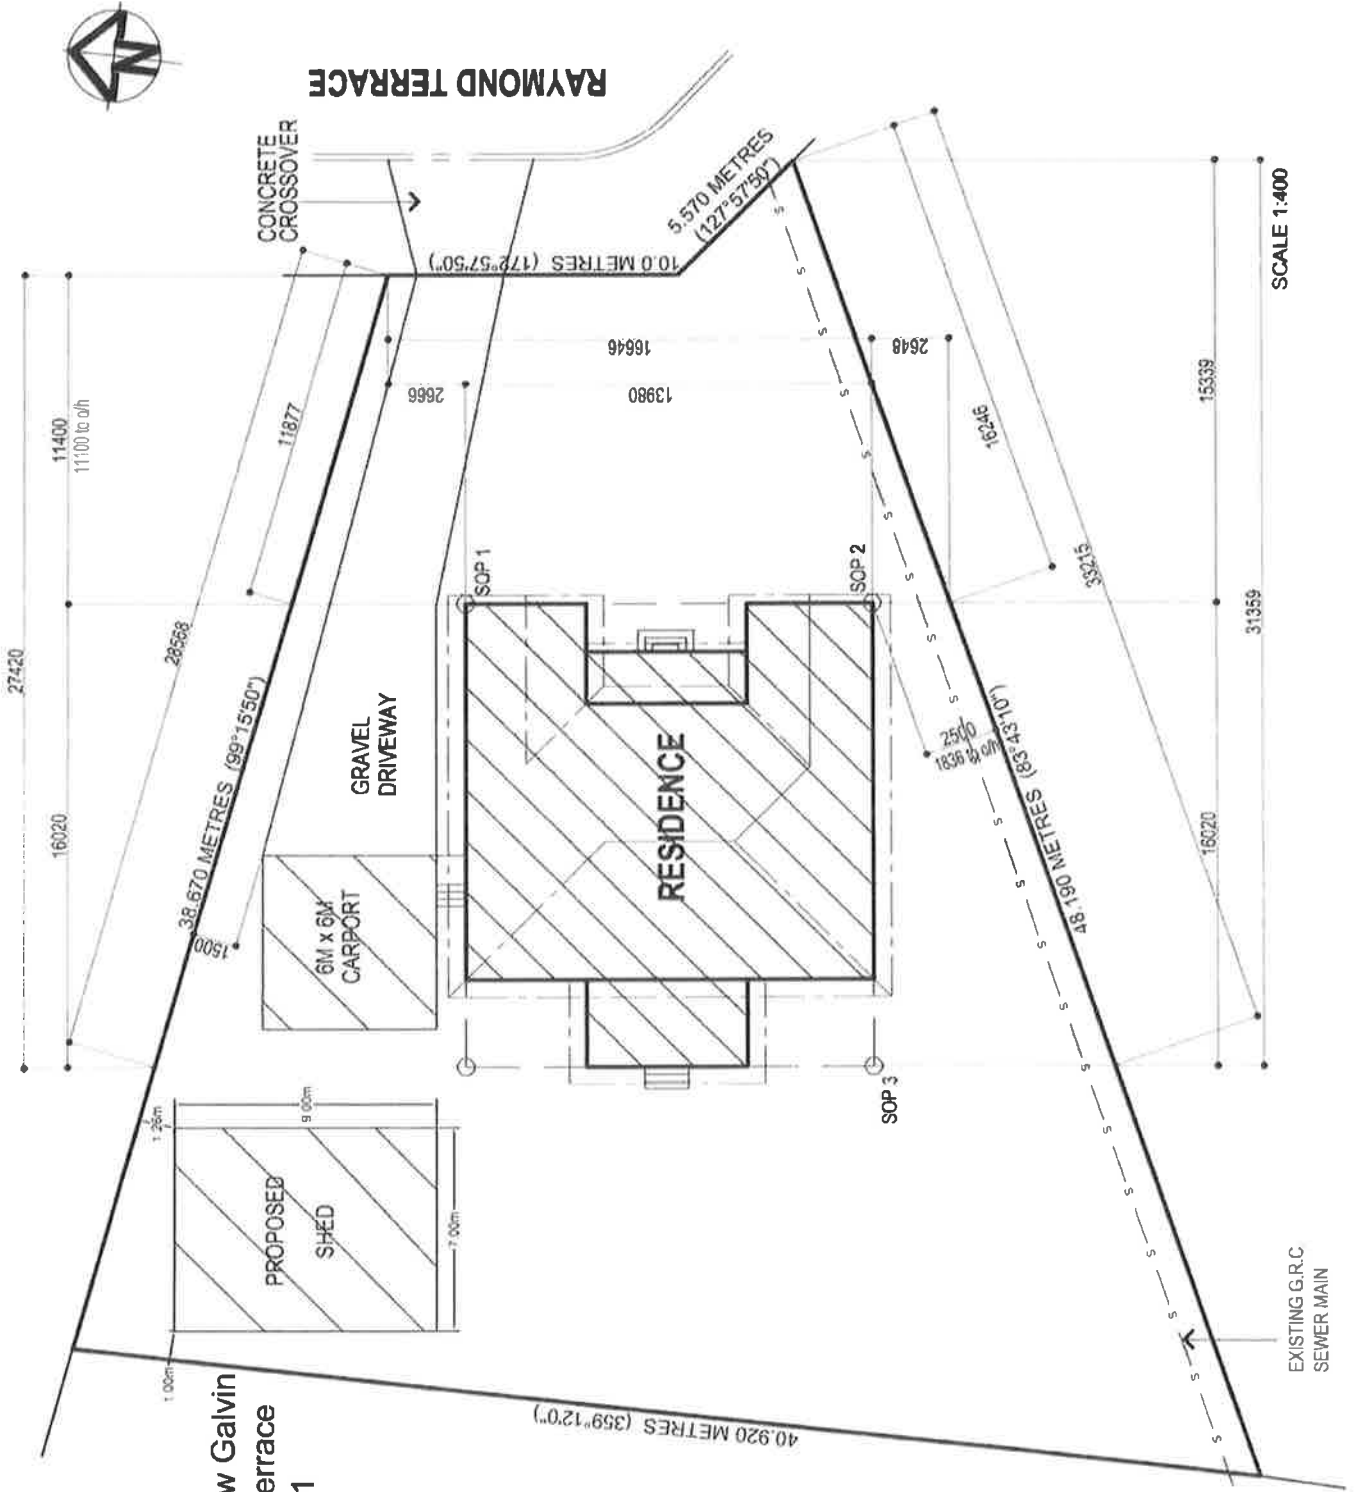 N
RAYMOND TERRACE
CONCRETE
CROSSOVER
27420
11400
11100 to o/h
16020
28568
11877
38.670 METRES (99°15'50")
1500
10.0 METRES (172°57'50")
5.570 METRES
(127°57'50")
GRAVEL
DRIVEWAY
6M x 6M
CARPORT
2666
16646
13980
2648
SOP 1
SOP 2
SOP 3
RESIDENCE
2500
1836 to o/h
48.190 METRES (83°43'10")
16246
33215
15339
16020
31359
SCALE 1:400
1.26m
9.00m
7.00m
1.00m
PROPOSED
SHED
40.920 METRES (359°12'0")
w Galvin
errace
1
S S S S S S S S S S S S S S S S S S
EXISTING G.R.C
SEWER MAIN